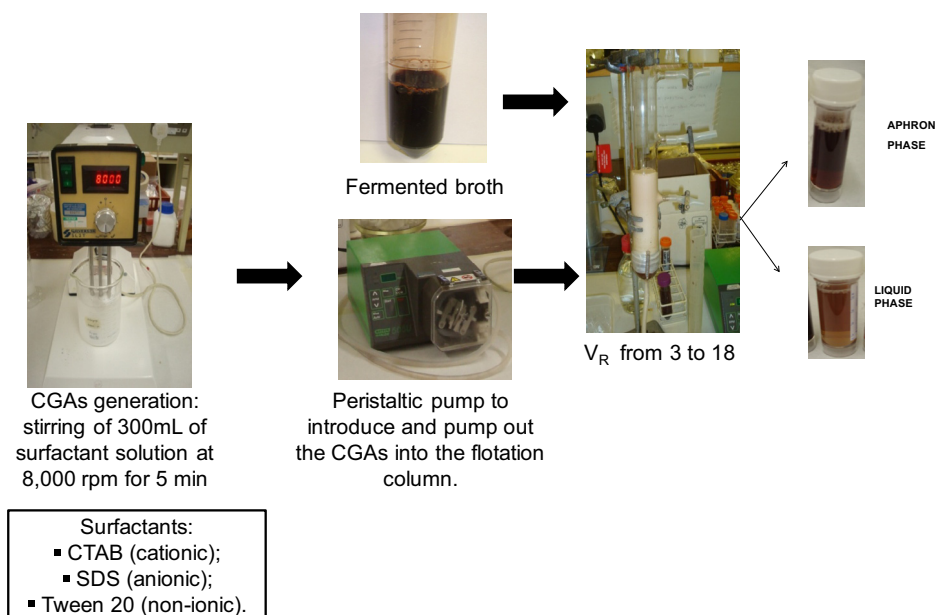 8000
Fermented broth
APHRON
PHASE
LIQUID
PHASE
V_R from 3 to 18
CGAs generation:
stirring of 300mL of
surfactant solution at
8,000 rpm for 5 min
Peristaltic pump to
introduce and pump out
the CGAs into the flotation
column.
Surfactants:
▪ CTAB (cationic);
▪ SDS (anionic);
▪ Tween 20 (non-ionic).